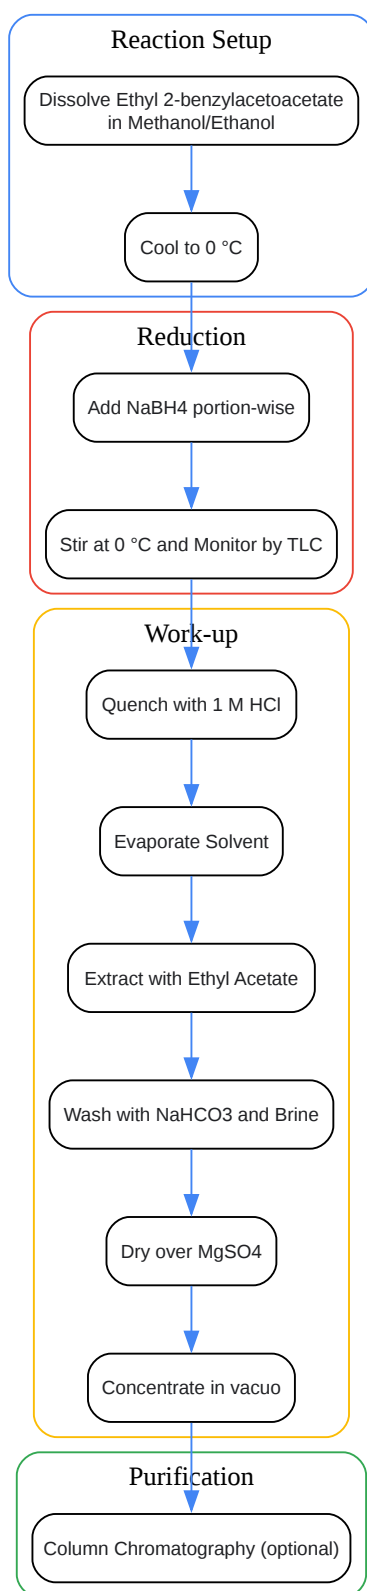 Reaction Setup
Dissolve Ethyl 2-benzylacetoacetate
in Methanol/Ethanol
Cool to 0 °C
Reduction
Add NaBH4 portion-wise
Stir at 0 °C and Monitor by TLC
Work-up
Quench with 1 M HCl
Evaporate Solvent
Extract with Ethyl Acetate
Wash with NaHCO3 and Brine
Dry over MgSO4
Concentrate in vacuo
Purification
Column Chromatography (optional)